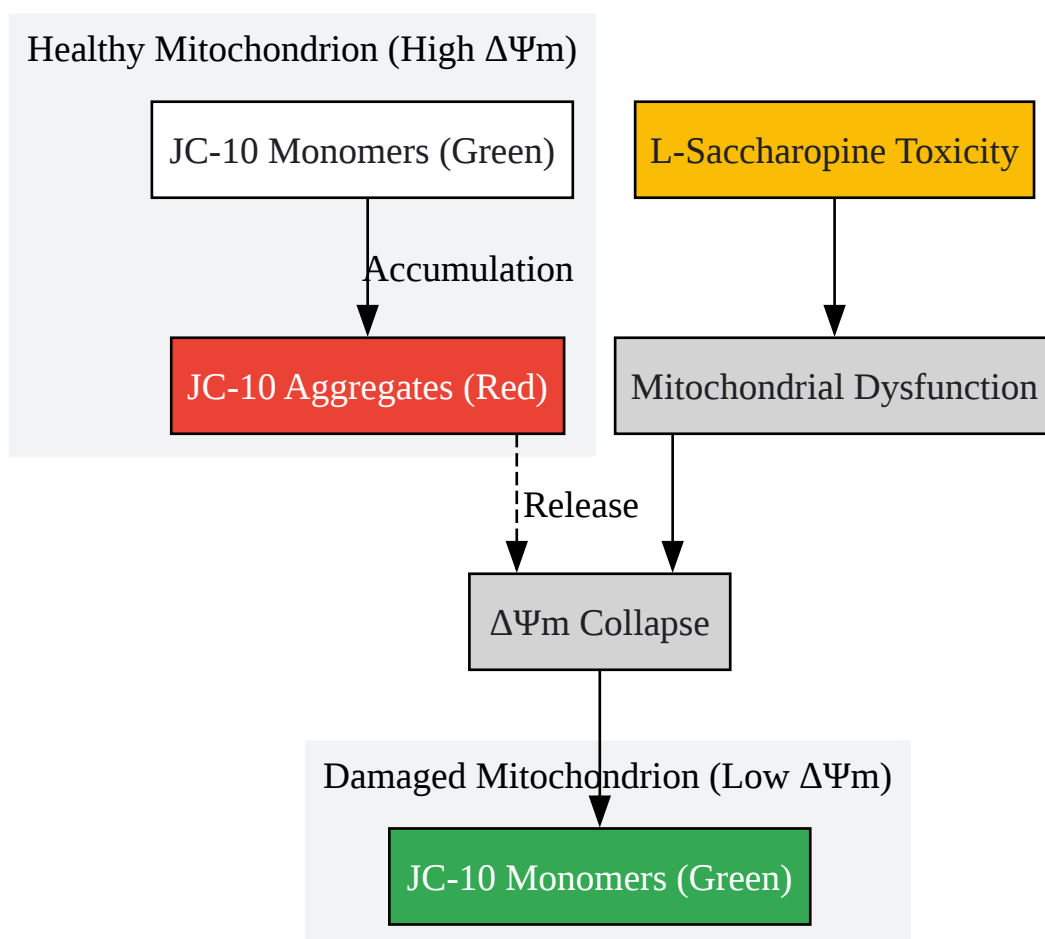 Healthy Mitochondrion (High ΔΨm)
JC-10 Monomers (Green)
L-Saccharopine Toxicity
Accumulation
JC-10 Aggregates (Red)
Mitochondrial Dysfunction
Release
ΔΨm Collapse
Damaged Mitochondrion (Low ΔΨm)
JC-10 Monomers (Green)